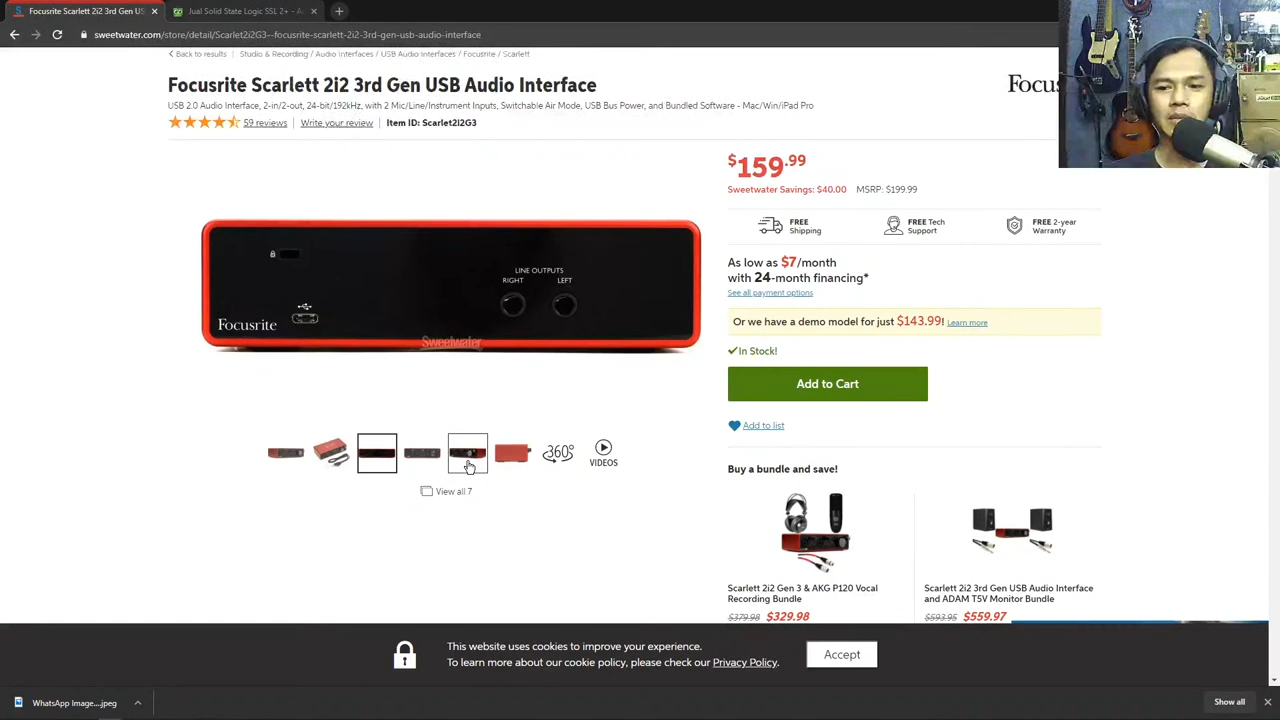 Focusrite Scarlett 2i2 3rd Gen US
Jual Solid State Logic SSL 2+ - A
sweetwater.com/store/detail/Scarlet2i2G3--focusrite-scarlett-2i2-3rd-gen-usb-audio-interface
Back to results
Studio & Recording / Audio Interfaces / USB Audio Interfaces / Focusrite / Scarlett
Focusrite Scarlett 2i2 3rd Gen USB Audio Interface
USB 2.0 Audio Interface, 2-in/2-out, 24-bit/192kHz, with 2 Mic/Line/Instrument Inputs, Switchable Air Mode, USB Bus Power, and Bundled Software - Mac/Win/iPad Pro
59 reviews
Write your review
Item ID: Scarlet2i2G3
Focus
LINE OUTPUTS
RIGHT LEFT
Focusrite
Sweetwater
360°
VIDEOS
View all 7
$159.99
Sweetwater Savings: $40.00 MSRP: $199.99
FREE
Shipping
FREE Tech
Support
FREE 2-year
Warranty
As low as $7/month
with 24-month financing*
See all payment options
Or we have a demo model for just $143.99! Learn more
In Stock!
Add to Cart
Add to list
Buy a bundle and save!
Scarlett 2i2 Gen 3 & AKG P120 Vocal
Recording Bundle
$379.98 $329.98
Scarlett 2i2 3rd Gen USB Audio Interface
and ADAM T5V Monitor Bundle
$593.95 $559.97
This website uses cookies to improve your experience.
To learn more about our cookie policy, please check our Privacy Policy.
Accept
WhatsApp Image....jpeg
Show all